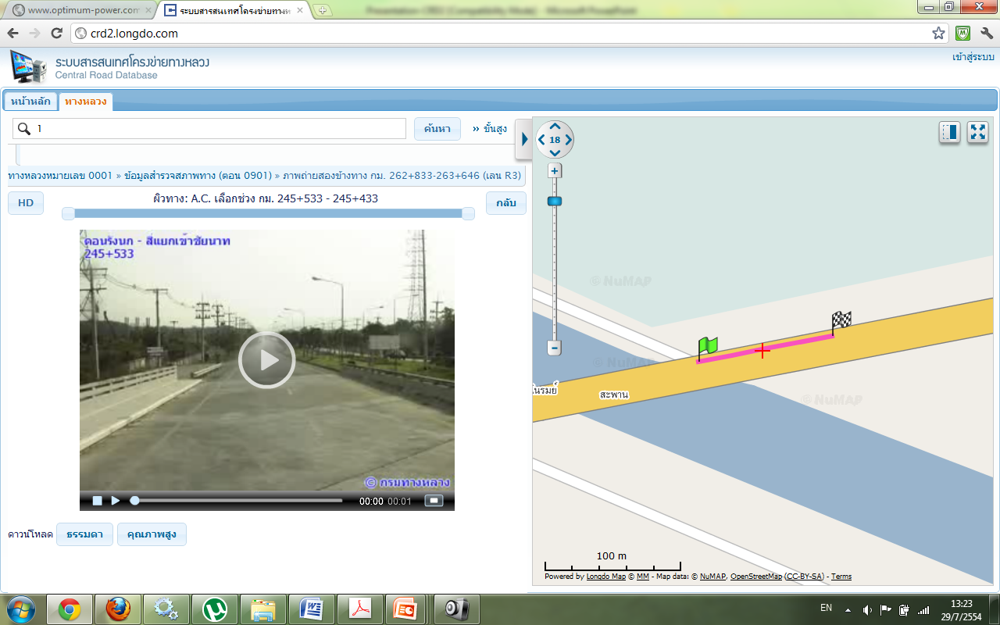 www.optimum-power.com
ระบบสารสนเทศโครงข่ายทางห
Presentation CRD2 [Compatibility Mode] - Microsoft PowerPoint
crd2.longdo.com
ระบบสารสนเทศโครงข่ายทางหลวง
Central Road Database
เข้าสู่ระบบ
หน้าหลัก ทางหลวง
1
ค้นหา
» ขั้นสูง
ทางหลวงหมายเลข 0001 » ข้อมูลสำรวจสภาพทาง (ตอน 0901) » ภาพถ่ายสองข้างทาง กม. 262+833-263+646 (เลน R3)
HD
ผิวทาง: A.C. เลือกช่วง กม. 245+533 - 245+433
กลับ
ดอนรังนก - สี่แยกเข้าชัยนาท
245+533
© กรมทางหลวง
00:00 00:01
ดาวน์โหลด ธรรมดา คุณภาพสูง
18
+
-
© NuMAP
© NuMAP
© NuMAP
โนรมย์
สะพาน
100 m
Powered by Longdo Map © MM - Map data: © NuMAP, OpenStreetMap (CC-BY-SA) - Terms
EN
13:23
29/7/2554